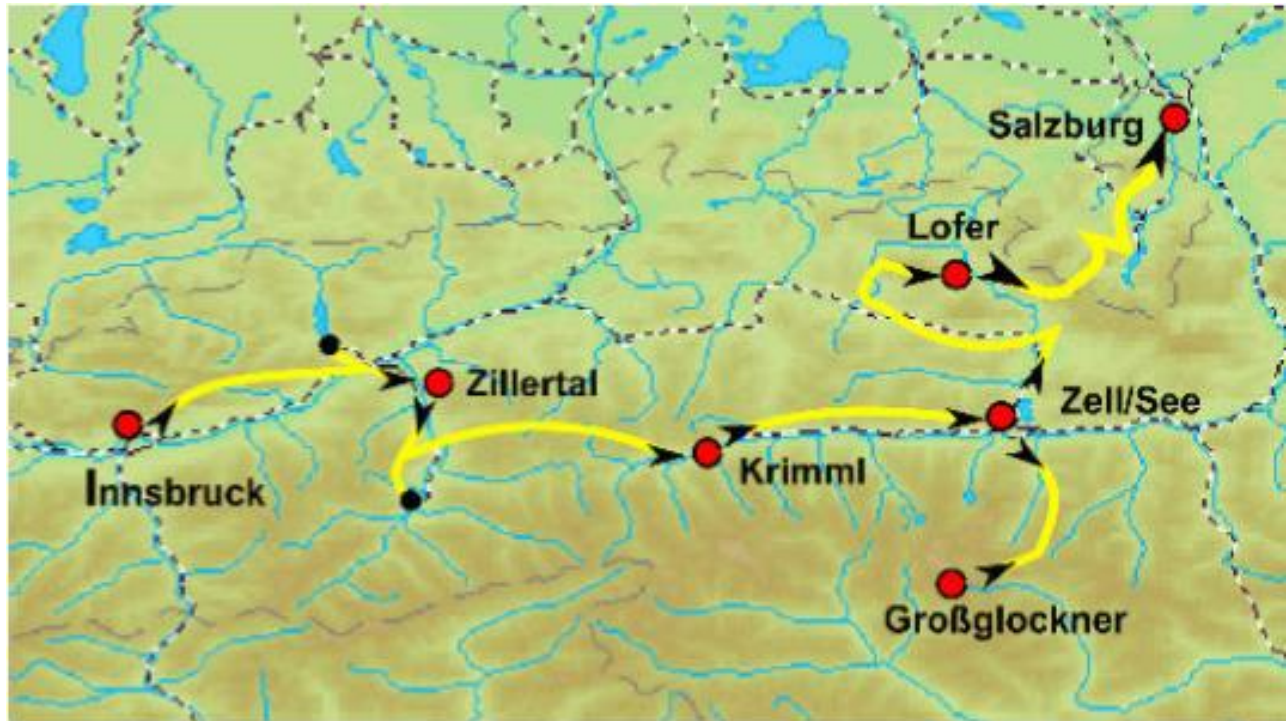 Salzburg
Lofer
Zillertal
Zell/See
Krimml
Innsbruck
Großglockner